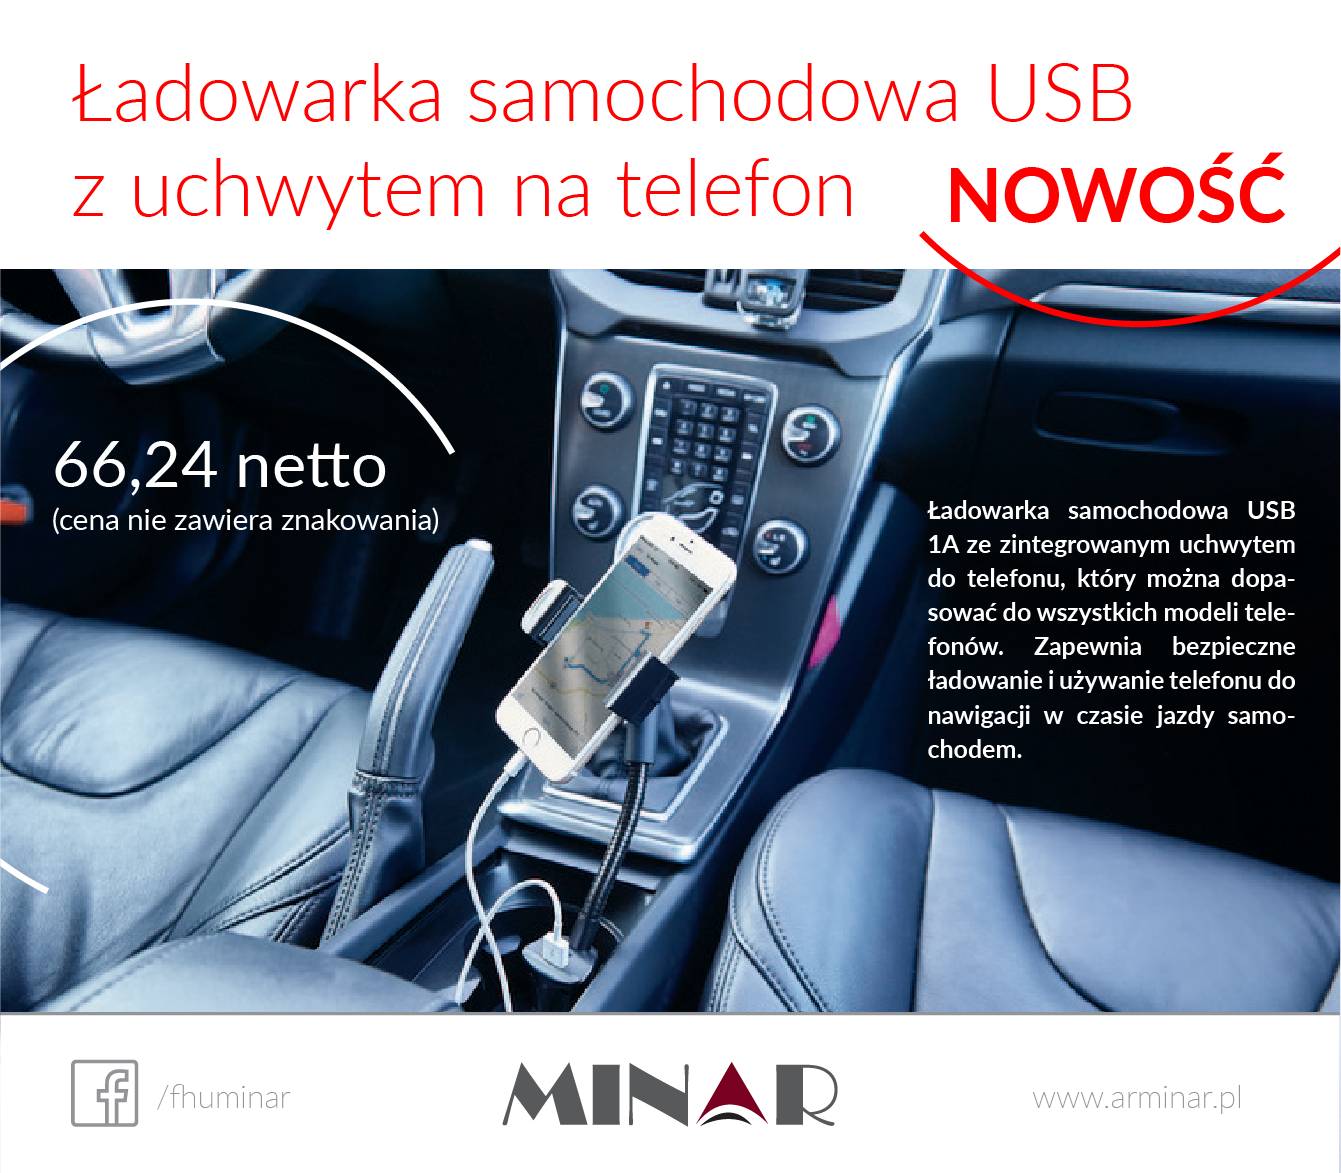 Ładowarka samochodowa USB
z uchwytem na telefon
NOWOŚĆ
66,24 netto
(cena nie zawiera znakowania)
Ładowarka samochodowa USB
1A ze zintegrowanym uchwytem
do telefonu, który można dopa-
sować do wszystkich modeli tele-
fonów. Zapewnia bezpieczne
ładowanie i używanie telefonu do
nawigacji w czasie jazdy samo-
chodem.
/fhuminar
MINAR
www.arminar.pl